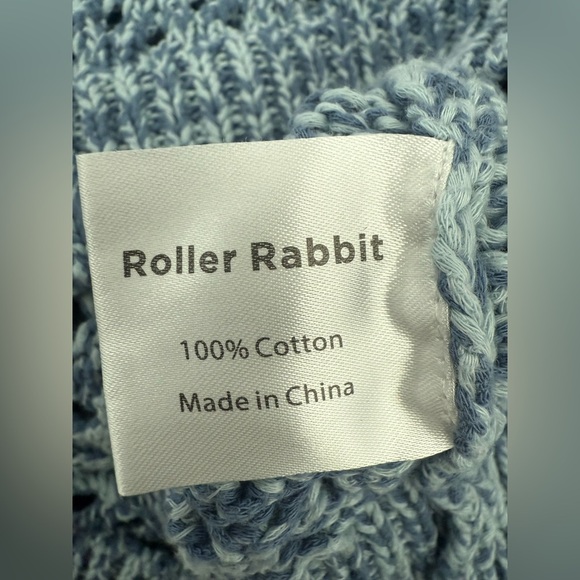 Roller Rabbit
100% Cotton
Made in China